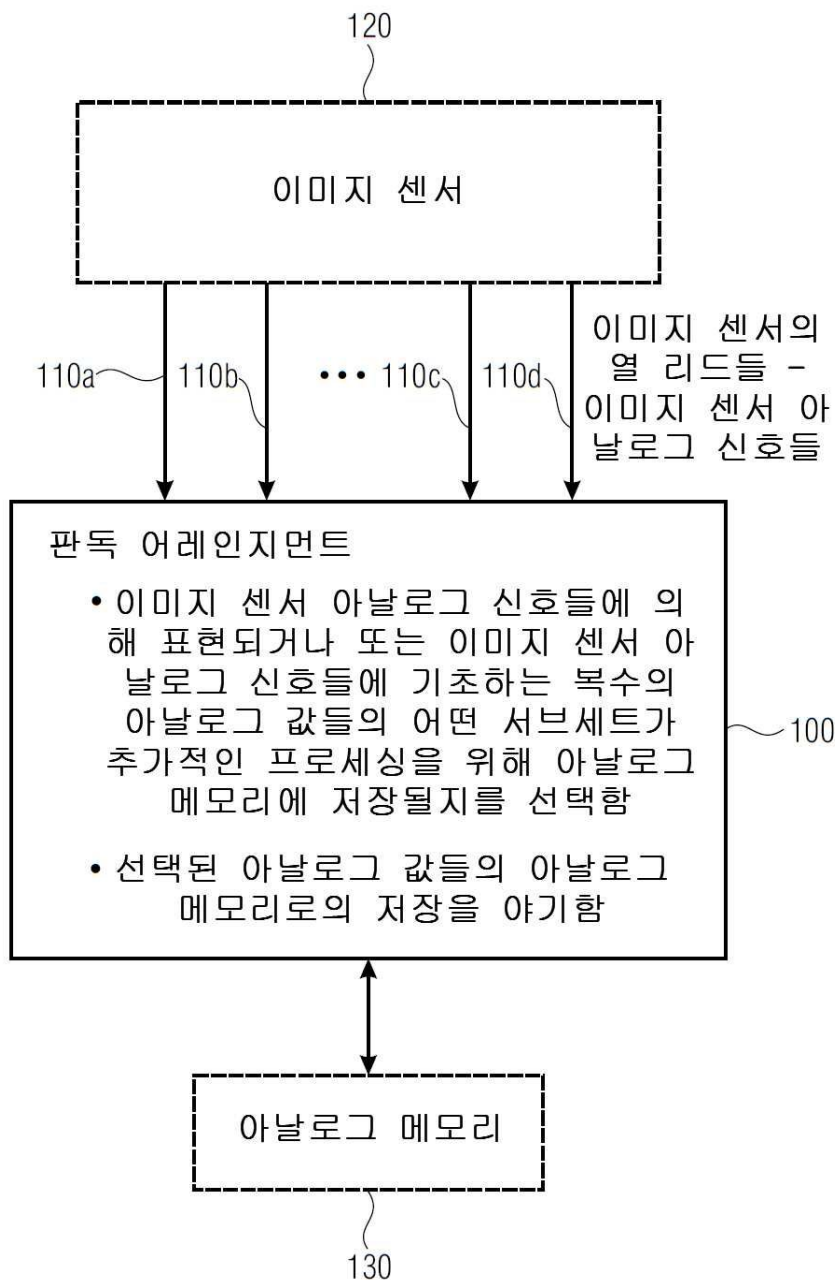 120
이미지 센서
110a
110b
••• 110c
110d
이미지 센서의
열 리드들 -
이미지 센서 아
날로그 신호들
판독 어레인지먼트
• 이미지 센서 아날로그 신호들에 의
해 표현되거나 또는 이미지 센서 아
날로그 신호들에 기초하는 복수의
아날로그 값들의 어떤 서브세트가
추가적인 프로세싱을 위해 아날로그
메모리에 저장될지를 선택함
• 선택된 아날로그 값들의 아날로그
메모리로의 저장을 야기함
100
아날로그 메모리
130